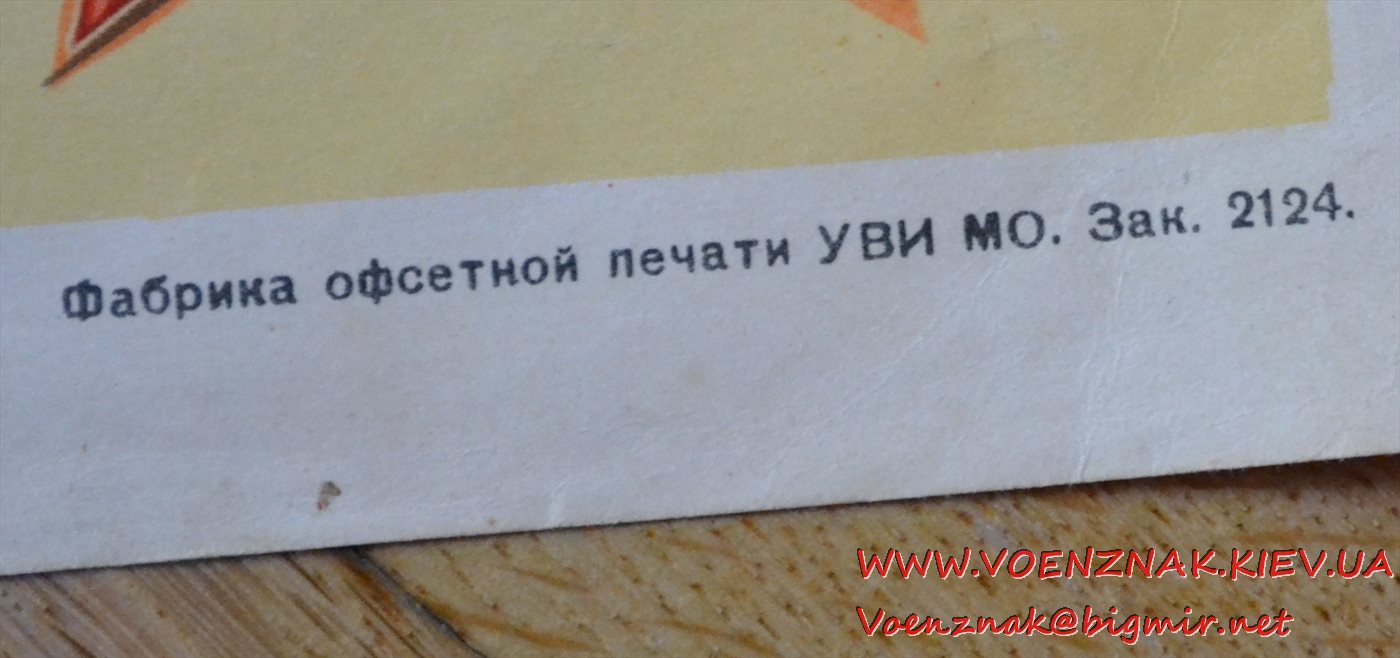 Фабрика офсетной печати УВИ МО. Зак. 2124.
WWW.VOENZNAK.KIEV.UA
Voenznak@bigmir.net